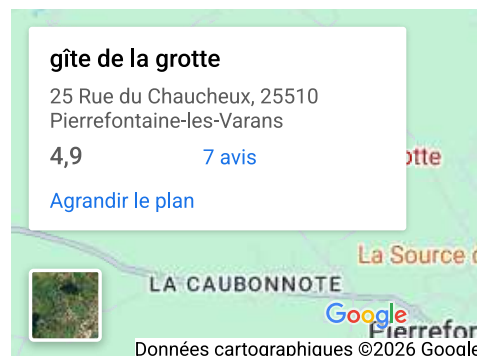 gîte de la grotte
25 Rue du Chaucheux, 25510
Pierrefontaine-les-Varans
4,9
7 avis
otte
Agrandir le plan
La Source
LA CAUBONNOTE
Google
Pierrefon
Données cartographiques ©2026 Google